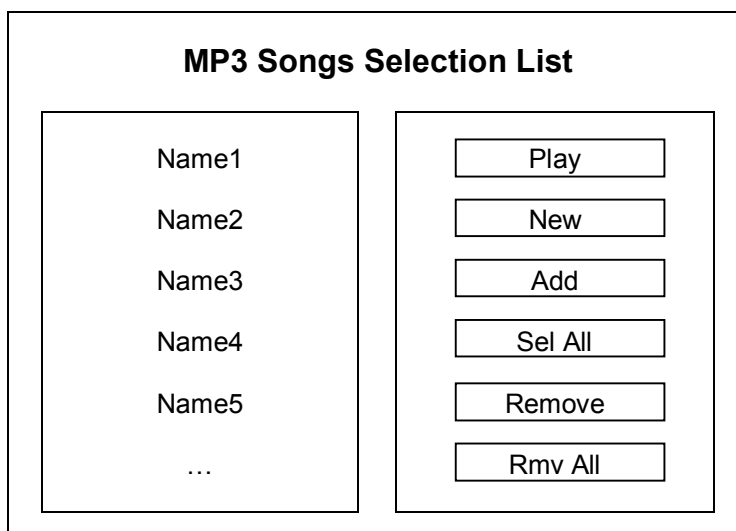 MP3 Songs Selection List
Name1
Name2
Name3
Name4
Name5
…
Play
New
Add
Sel All
Remove
Rmv All